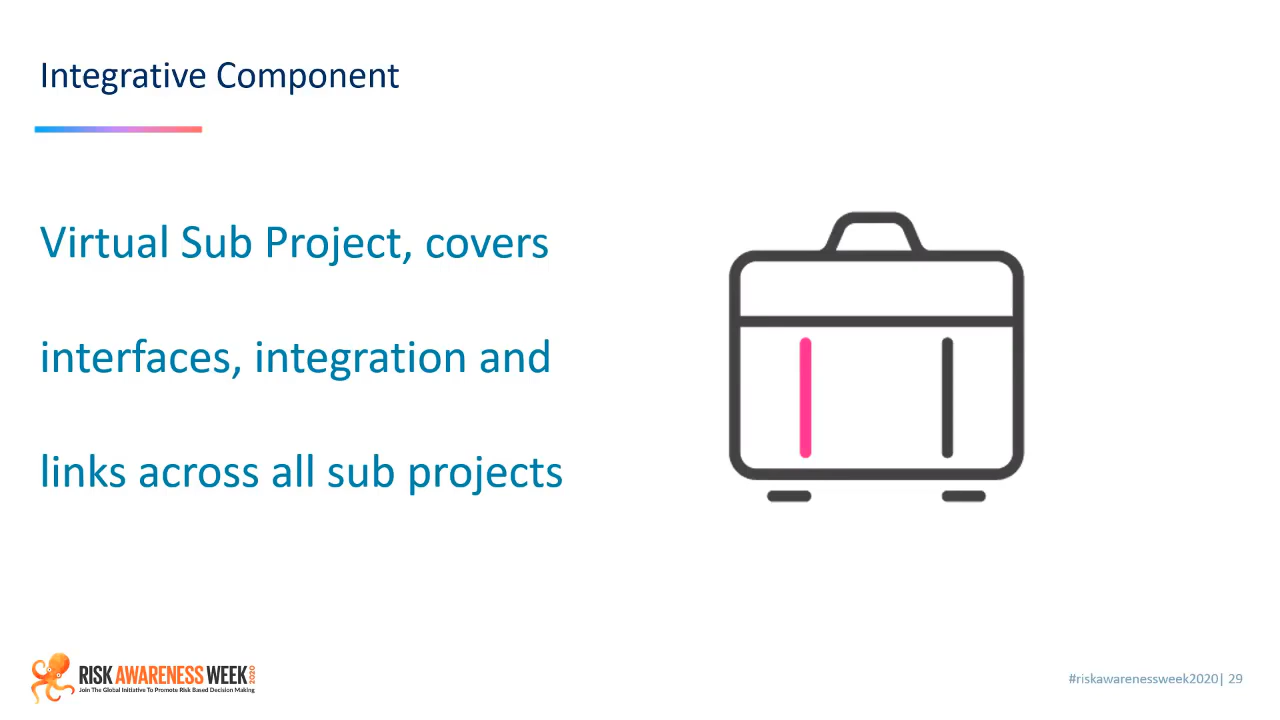 Integrative Component
Virtual Sub Project, covers
interfaces, integration and
links across all sub projects
RISK AWARENESS WEEK 2020
Join The Global Initiative To Promote Risk Based Decision Making
#riskawarenessweek2020| 29